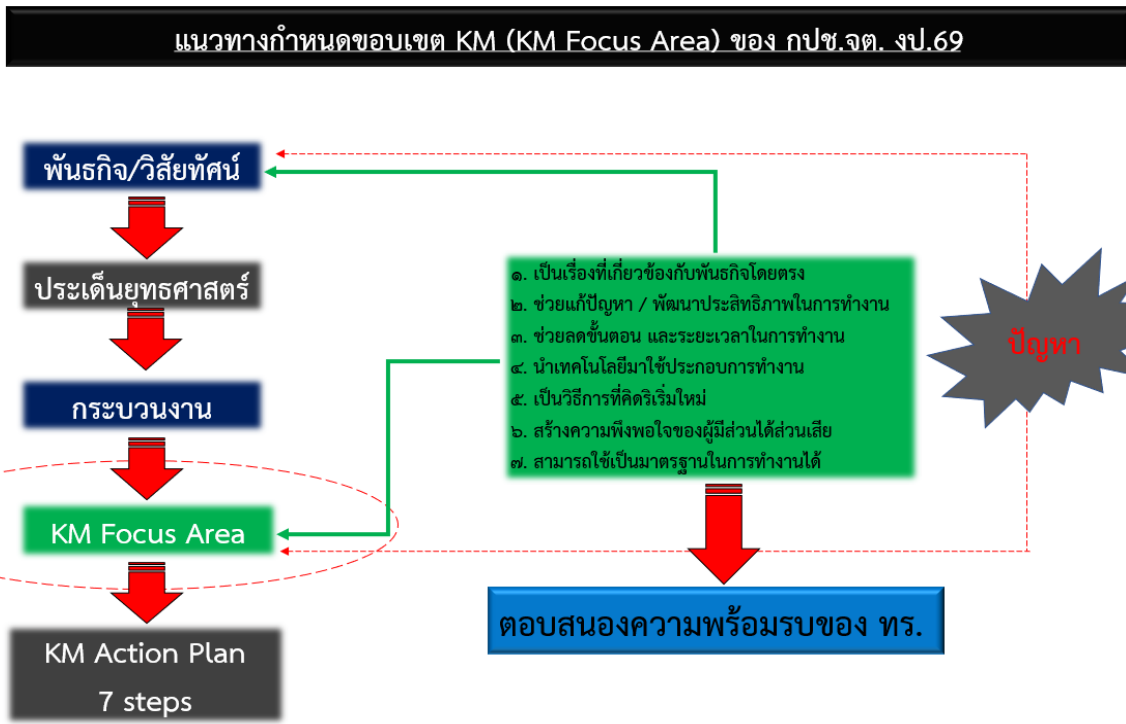 แนวทางกำหนดขอบเขต KM (KM Focus Area) ของ กปช.จต. งป.69
พันธกิจ/วิสัยทัศน์
ประเด็นยุทธศาสตร์
กระบวนงาน
KM Focus Area
KM Action Plan
7 steps
๑. เป็นเรื่องที่เกี่ยวข้องกับพันธกิจโดยตรง
๒. ช่วยแก้ปัญหา / พัฒนาประสิทธิภาพในการทำงาน
๓. ช่วยลดขั้นตอน และระยะเวลาในการทำงาน
๔. นำเทคโนโลยีมาใช้ประกอบการทำงาน
๕. เป็นวิธีการที่คิดริเริ่มใหม่
๖. สร้างความพึงพอใจของผู้มีส่วนได้ส่วนเสีย
๗. สามารถใช้เป็นมาตรฐานในการทำงานได้
ปัญหา
ตอบสนองความพร้อมรบของ ทร.